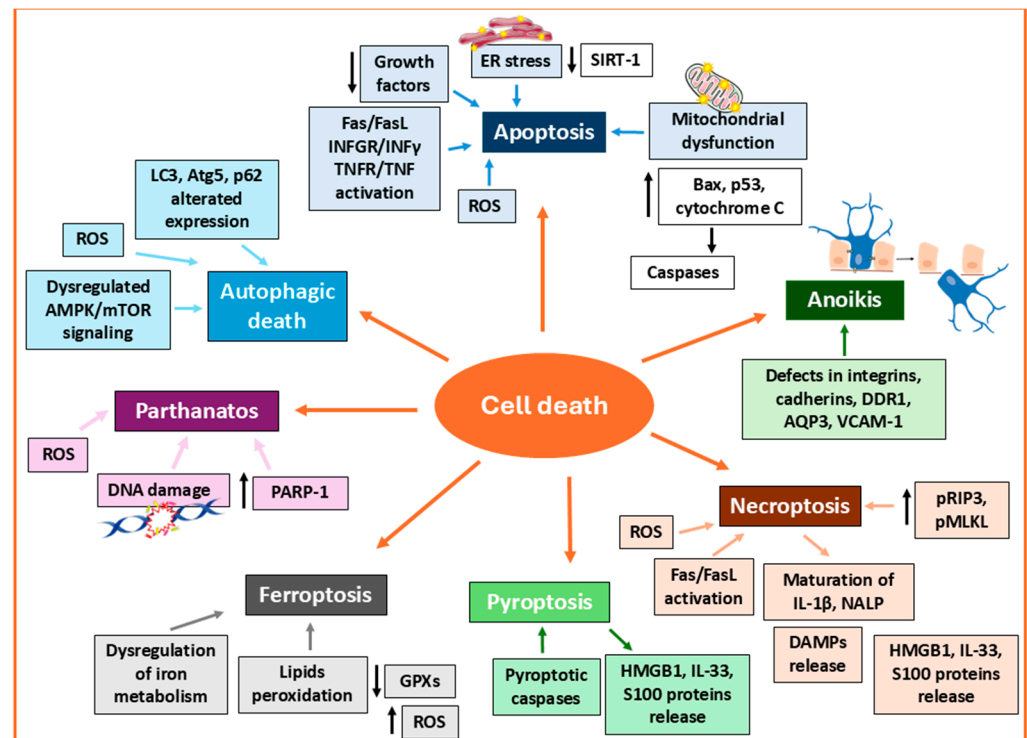 Growth
factors
ER stress
SIRT-1
Fas/FasL
INFGR/INFγ
TNFR/TNF
activation
Apoptosis
Mitochondrial
dysfunction
ROS
Bax, p53,
cytochrome C
Caspases
LC3, Atg5, p62
alterated
expression
ROS
Dysregulated
AMPK/mTOR
signaling
Autophagic
death
Anoikis
Defects in integrins,
cadherins, DDR1,
AQP3, VCAM-1
Cell death
Parthanatos
ROS
DNA damage
PARP-1
Necroptosis
pRIP3,
pMLKL
ROS
Fas/FasL
activation
Maturation of
IL-1β, NALP
DAMPs
release
HMGB1, IL-33,
S100 proteins
release
Ferroptosis
Dysregulation
of iron
metabolism
Lipids
peroxidation
GPXs
ROS
Pyroptosis
Pyroptotic
caspases
HMGB1, IL-33,
S100 proteins
release